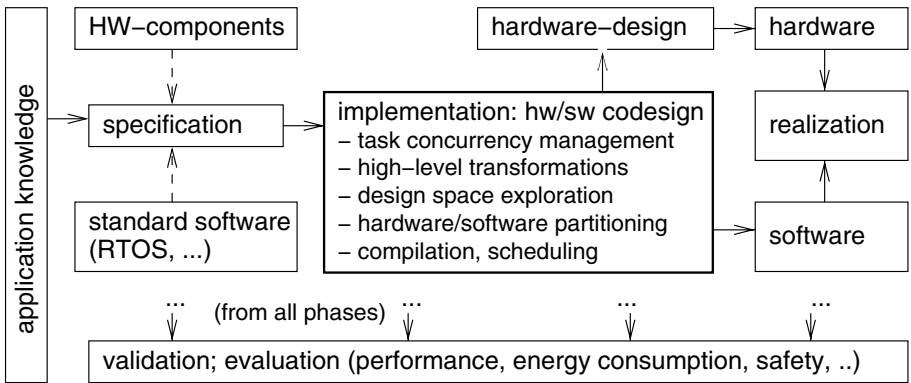 application knowledge
HW–components
hardware–design
hardware
specification
implementation: hw/sw codesign
– task concurrency management
– high–level transformations
– design space exploration
– hardware/software partitioning
– compilation, scheduling
realization
standard software
(RTOS, ...)
software
... (from all phases) ... ... ...
validation; evaluation (performance, energy consumption, safety, ..)